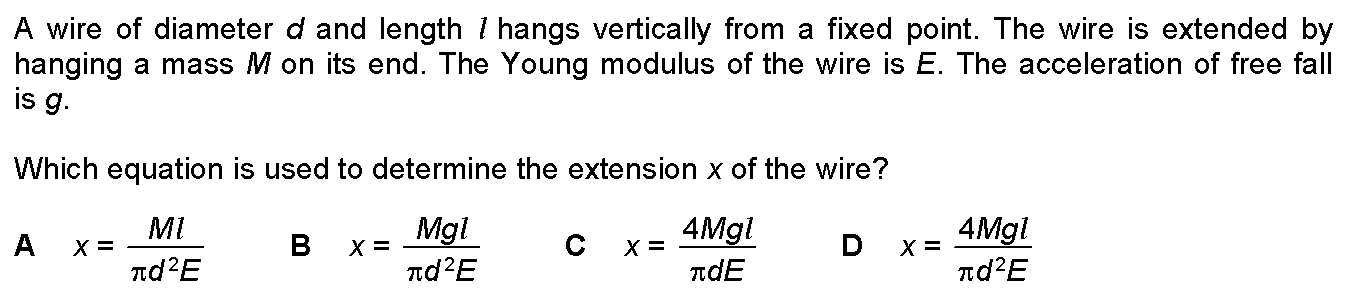 A wire of diameter d and length l hangs vertically from a fixed point. The wire is extended by
hanging a mass M on its end. The Young modulus of the wire is E. The acceleration of free fall
is g.
Which equation is used to determine the extension x of the wire?
A x = Ml/πd²E B x = Mgl/πd²E C x = 4Mgl/πdE D x = 4Mgl/πd²E